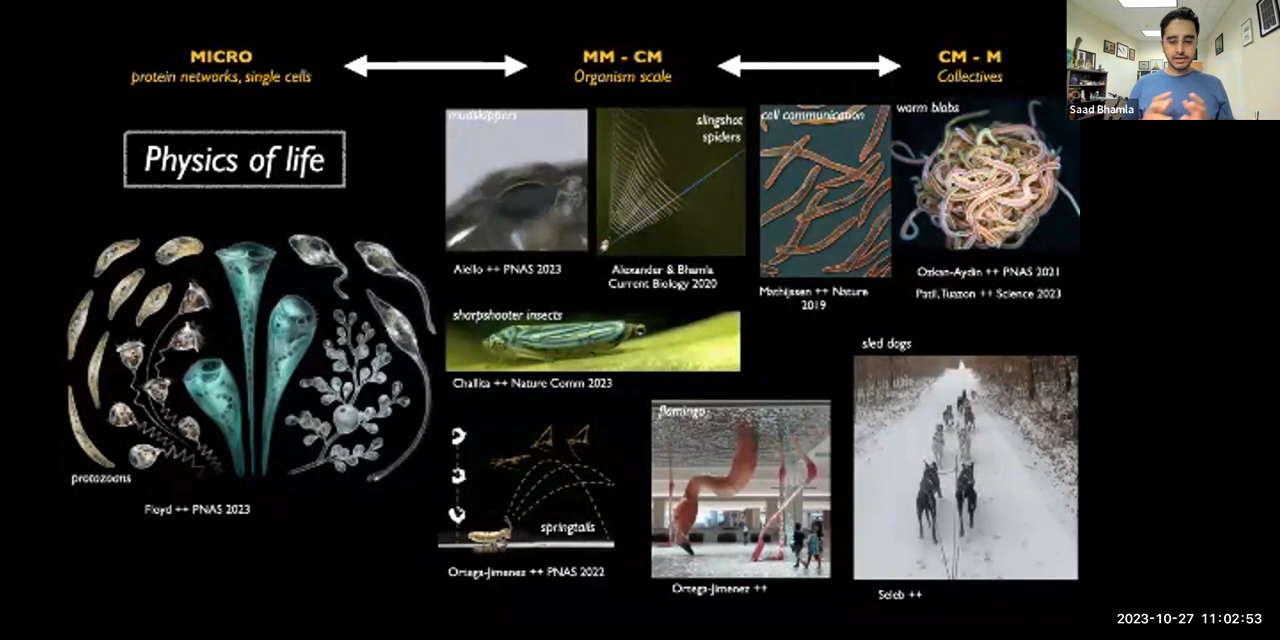 MICRO
protein networks, single cells
MM - CM
Organism scale
CM - M
Collectives
Saad Bhamla
Physics of life
mudskippers
slingshot
spiders
cell communication
worm blobs
Aiello ++ PNAS 2023
Alexander & Bhamla
Current Biology 2020
Mathijssen ++ Nature
2019
Ozkan-Aydin ++ PNAS 2021
Patil, Tuazon ++ Science 2023
sharpshooter insects
Challita ++ Nature Comm 2023
sled dogs
flamingo
protozoans
Floyd ++ PNAS 2023
springtails
Ortega-Jimenez ++ PNAS 2022
Ortega-Jimenez ++
Seleb ++
2023-10-27 11:02:53